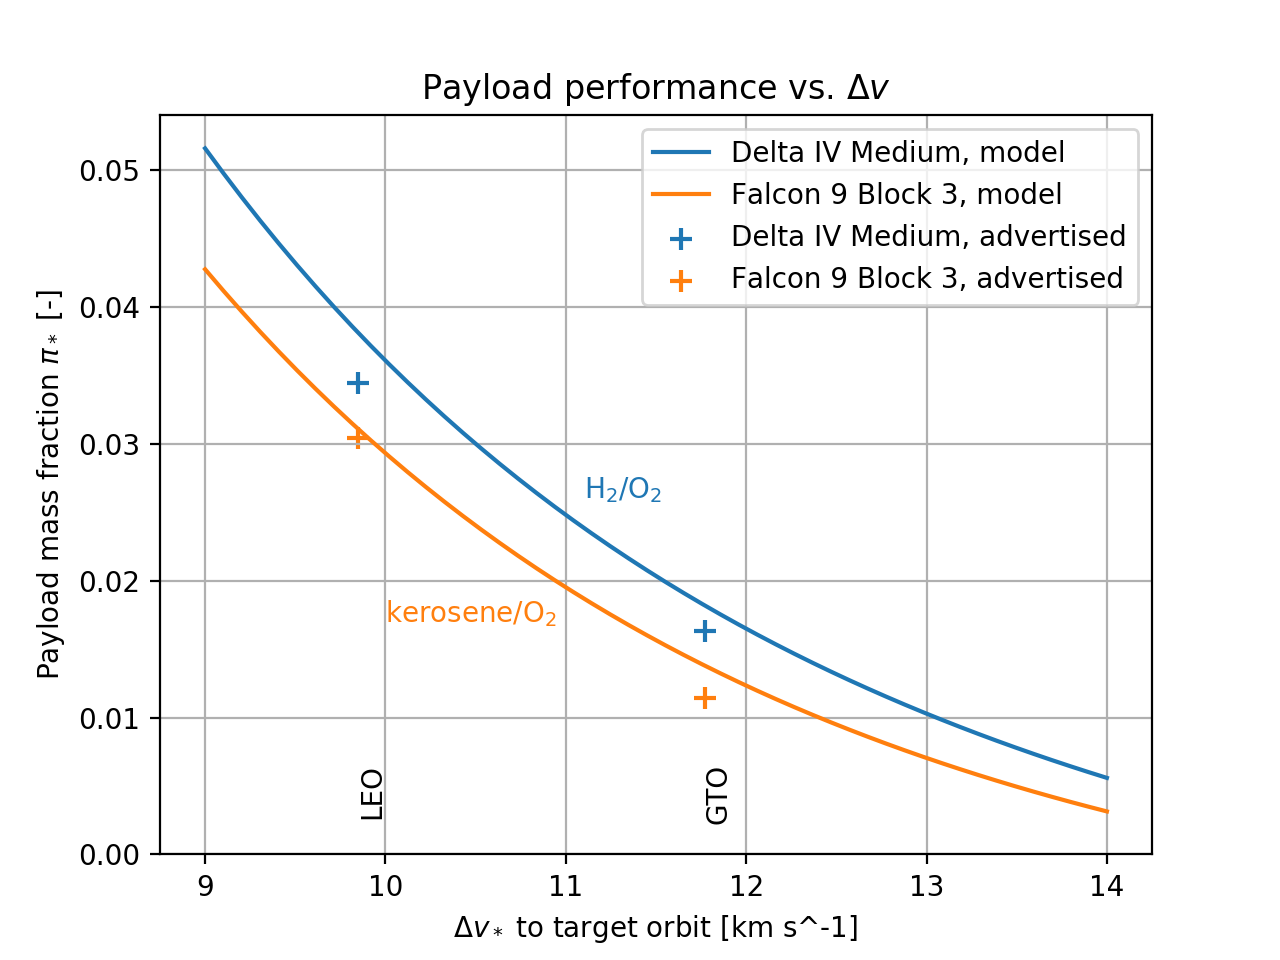 Payload performance vs. Δv
Delta IV Medium, model
Falcon 9 Block 3, model
Delta IV Medium, advertised
Falcon 9 Block 3, advertised
Payload mass fraction π* [-]
0.05
0.04
0.03
0.02
0.01
0.00
H₂/O₂
kerosene/O₂
LEO
GTO
9 10 11 12 13 14
Δv* to target orbit [km s^-1]